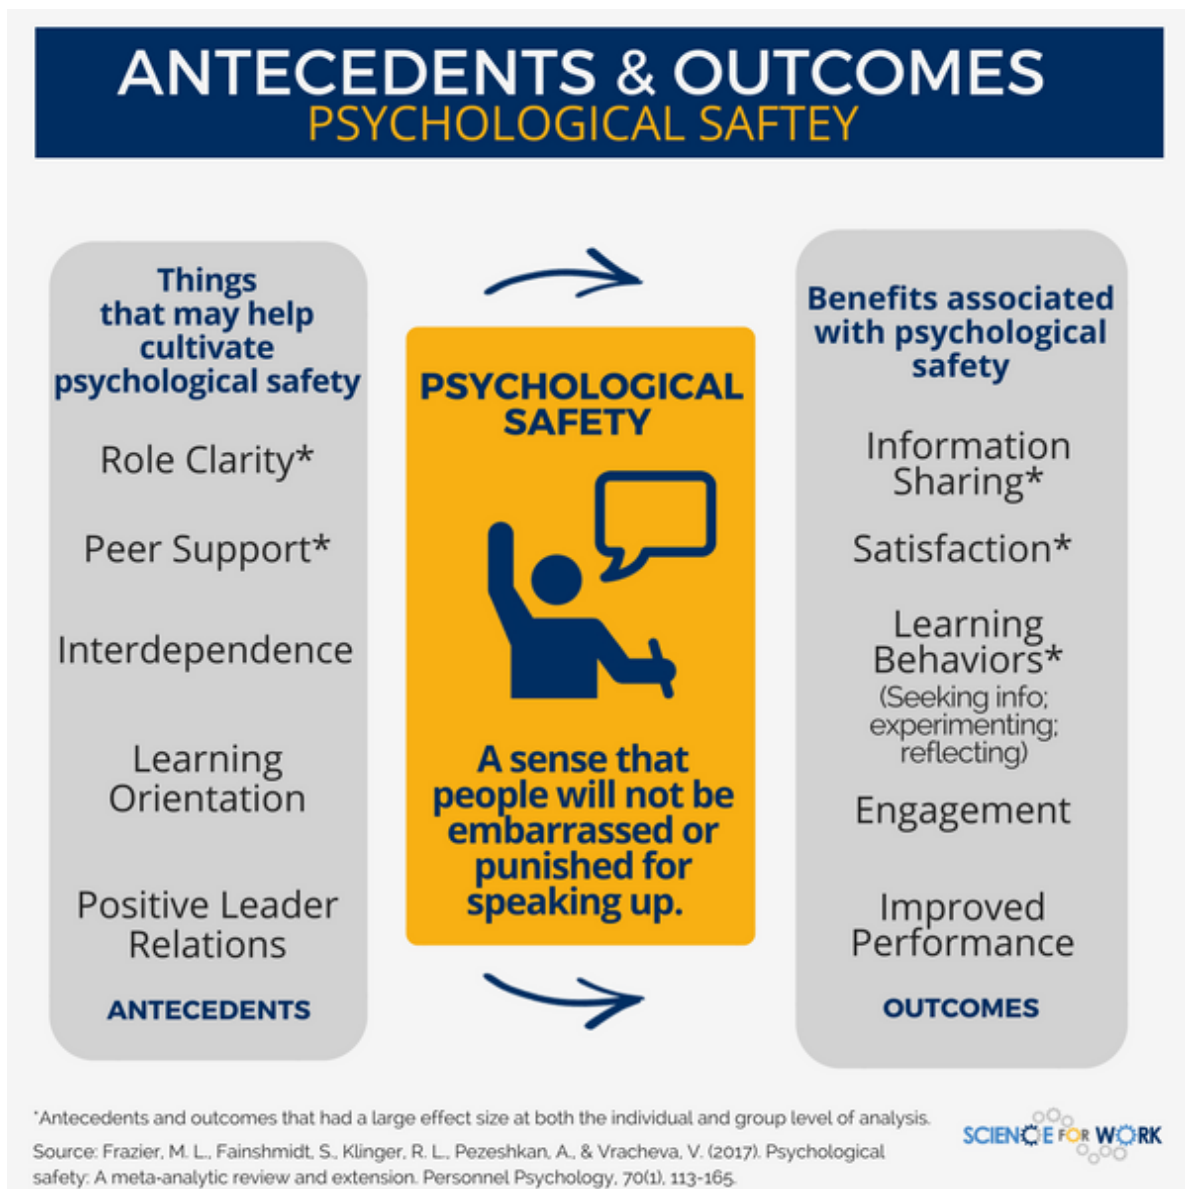 ANTECEDENTS & OUTCOMES
PSYCHOLOGICAL SAFTEY
Things
that may help
cultivate
psychological safety
Role Clarity*
Peer Support*
Interdependence
Learning
Orientation
Positive Leader
Relations
ANTECEDENTS
PSYCHOLOGICAL
SAFETY
A sense that
people will not be
embarrassed or
punished for
speaking up.
Benefits associated
with psychological
safety
Information
Sharing*
Satisfaction*
Learning
Behaviors*
(Seeking info;
experimenting;
reflecting)
Engagement
Improved
Performance
OUTCOMES
*Antecedents and outcomes that had a large effect size at both the individual and group level of analysis.
Source: Frazier, M. L., Fainshmidt, S., Klinger, R. L., Pezeshkan, A., & Vracheva, V. (2017). Psychological
safety: A meta-analytic review and extension. Personnel Psychology, 70(1), 113-165.
SCIENCE FOR WORK